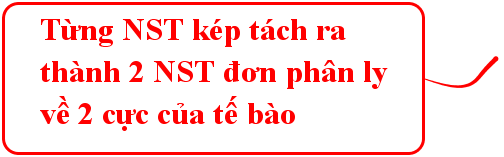 Từng NST kép tách ra
thành 2 NST đơn phân ly
về 2 cực của tế bào